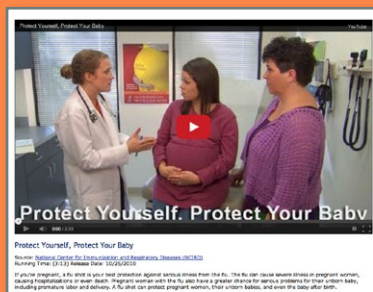 Protect Yourself, Protect Your Baby
YouTube
Protect Yourself. Protect Your Baby
Protect Yourself, Protect Your Baby
Source: National Center for Immunization and Respiratory Diseases (NCIRD)
Running Time: (3:13) Release Date: 10/25/2010
If you're pregnant, a flu shot is your best protection against serious illness from the flu. The flu can cause severe illness in pregnant women,
causing hospitalizations or even death. Pregnant women with the flu also have a greater chance for serious problems for their unborn baby,
including premature labor and delivery. A flu shot can protect pregnant women, their unborn babies, and even the baby after birth.